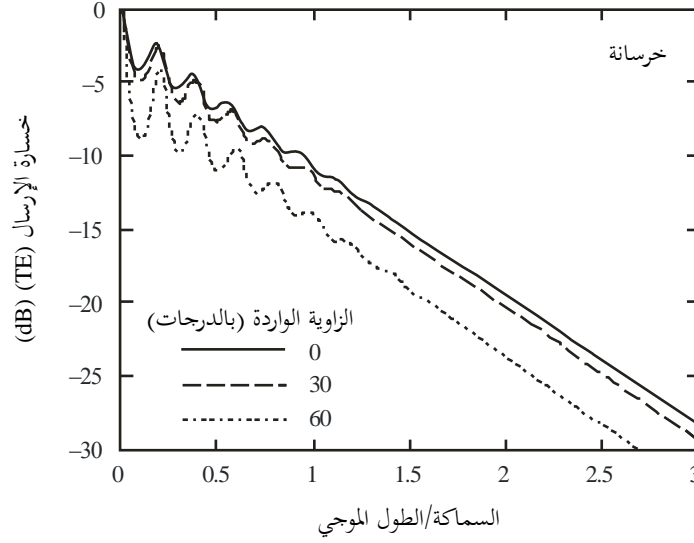 خرسانة
خسارة الإرسال (TE) (dB)
0
–5
–10
–15
–20
–25
–30
الزاوية الواردة (بالدرجات)
0
30
60
0 0.5 1 1.5 2 2.5 3
السماكة/الطول الموجي